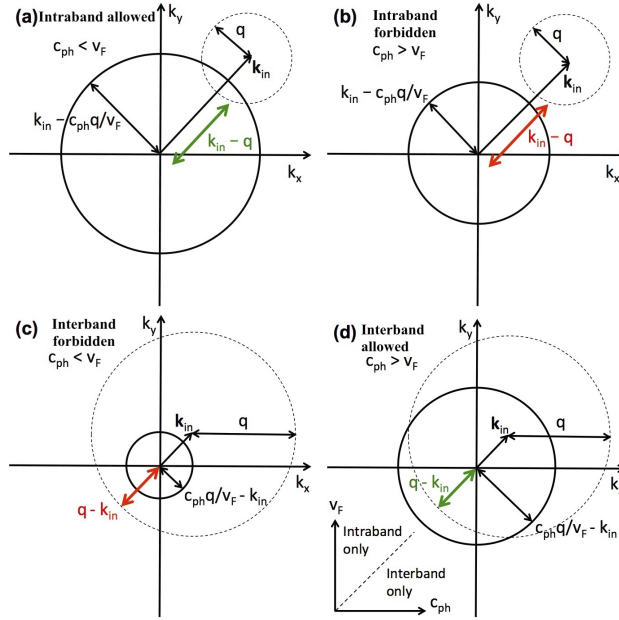 (a) Intraband allowed
c_ph < v_F
k_y
q
k_in
k_in − c_ph q/v_F
k_in − q
k_x
(b) Intraband
forbidden
c_ph > v_F
k_y
q
k_in
k_in − c_ph q/v_F
k_in − q
k_x
(c) Interband
forbidden
c_ph < v_F
k_y
k_in
q
k_x
q - k_in
c_ph q/v_F − k_in
(d) Interband
allowed
c_ph > v_F
k_y
k_in
q
q - k_in
c_ph q/v_F − k_in
v_F
Intraband
only
Interband
only
c_ph